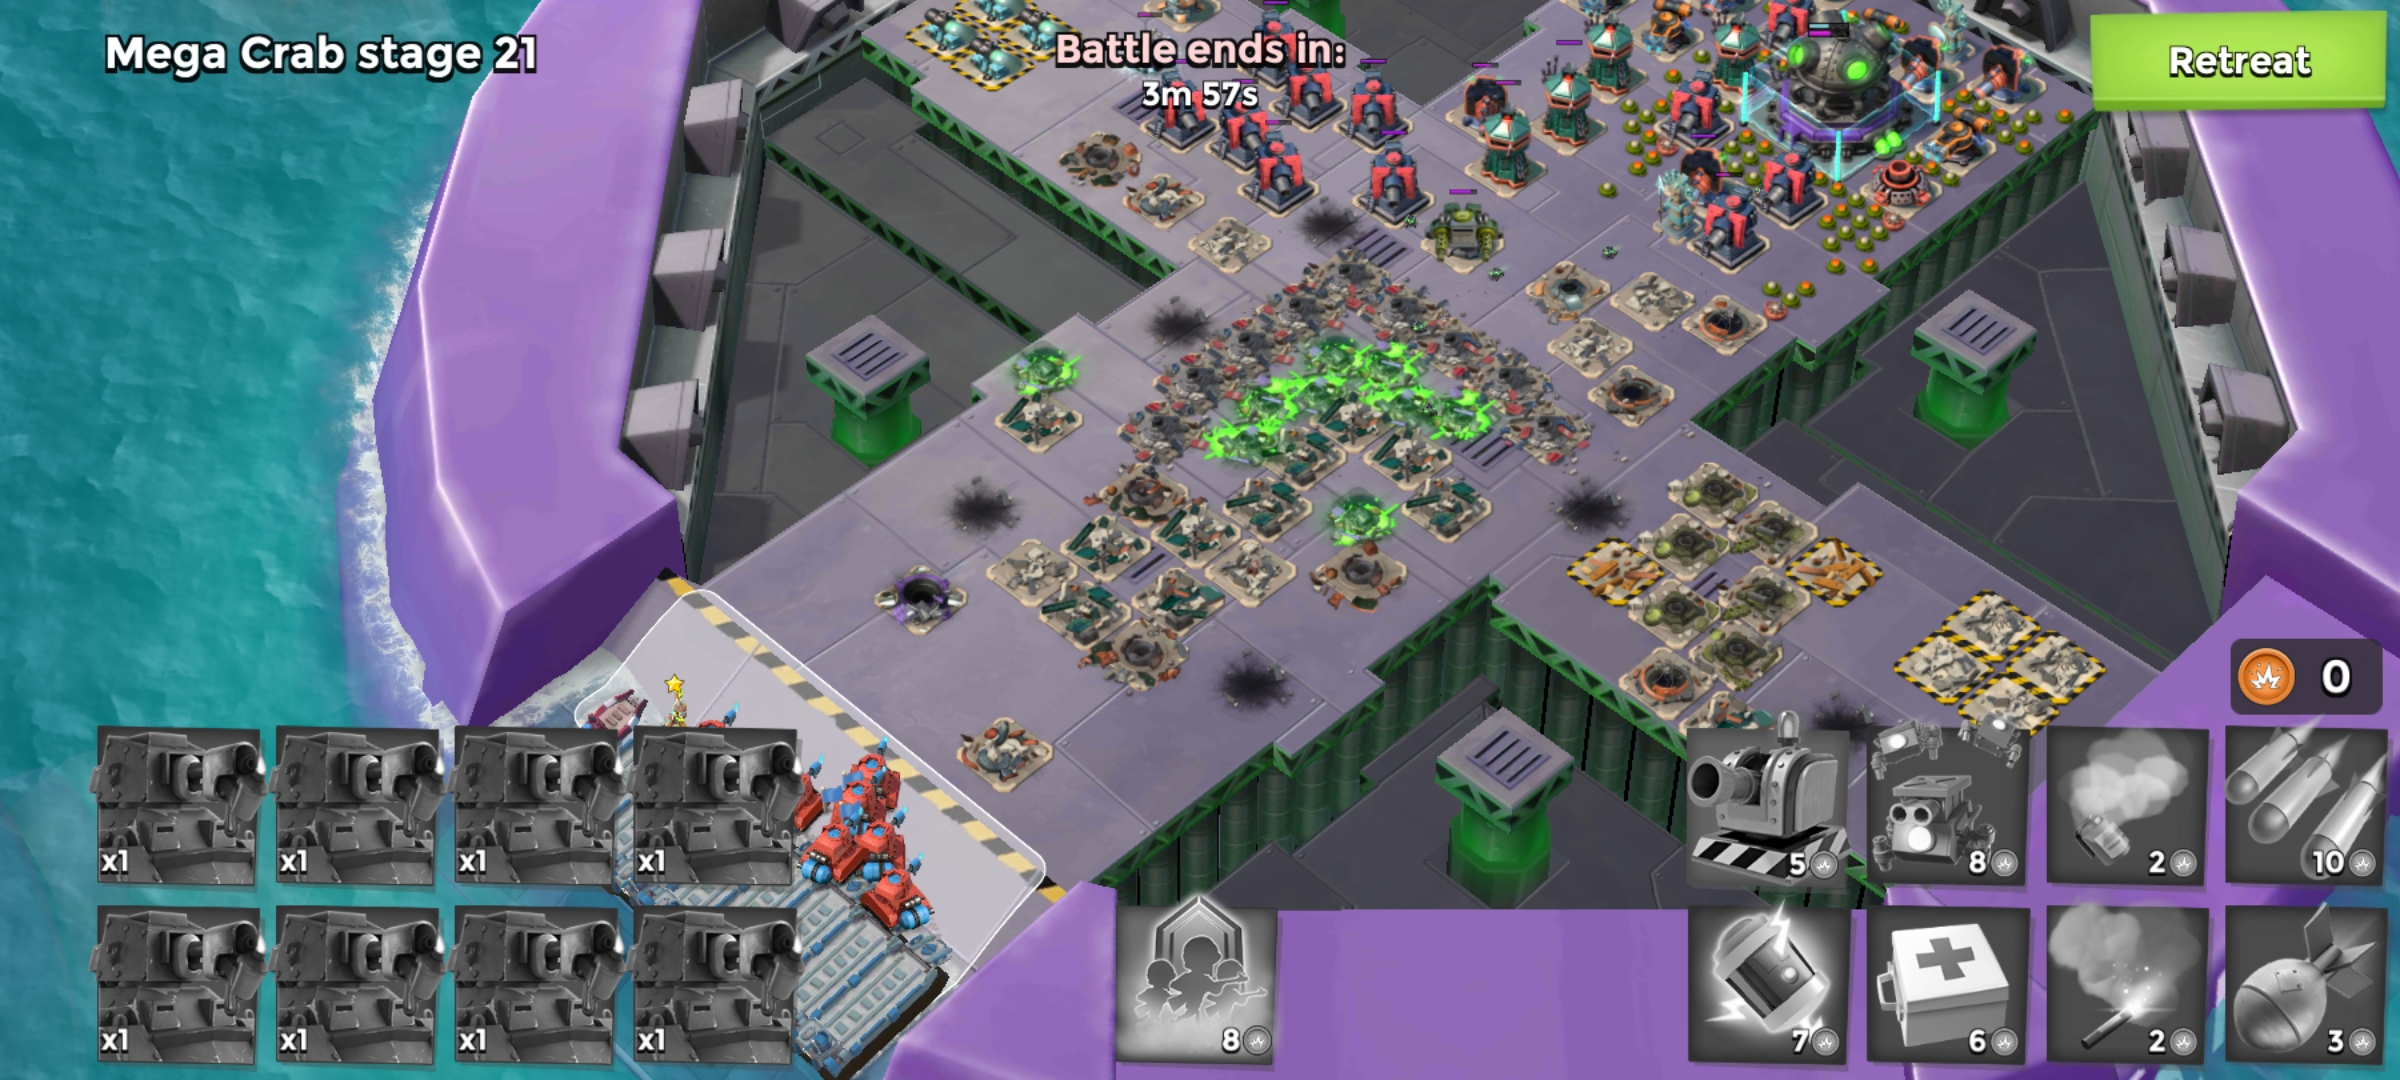 Mega Crab stage 21
Battle ends in:
3m 57s
Retreat
0
x1
x1
x1
x1
5
8
2
10
x1
x1
x1
x1
8
7
6
2
3